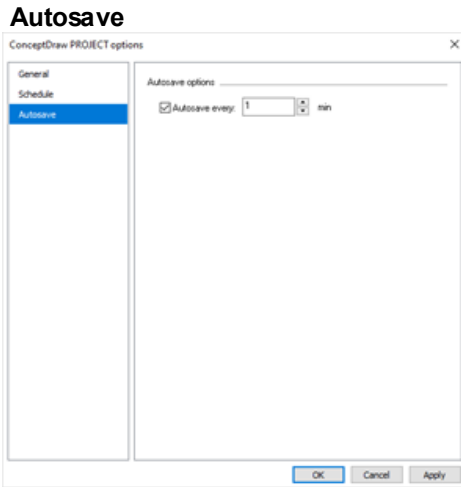 Autosave
ConceptDraw PROJECT options
General
Schedule
Autosave
Autosave options
Autosave every: 1 min
OK Cancel Apply